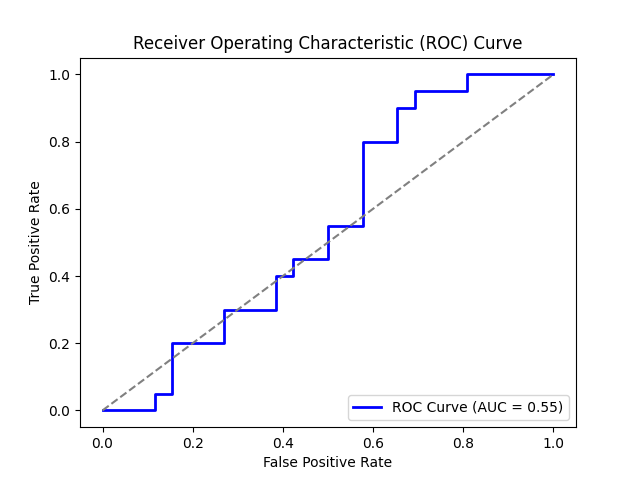 Receiver Operating Characteristic (ROC) Curve
1.0
0.8
0.6
0.4
0.2
0.0
True Positive Rate
ROC Curve (AUC = 0.55)
0.0 0.2 0.4 0.6 0.8 1.0
False Positive Rate